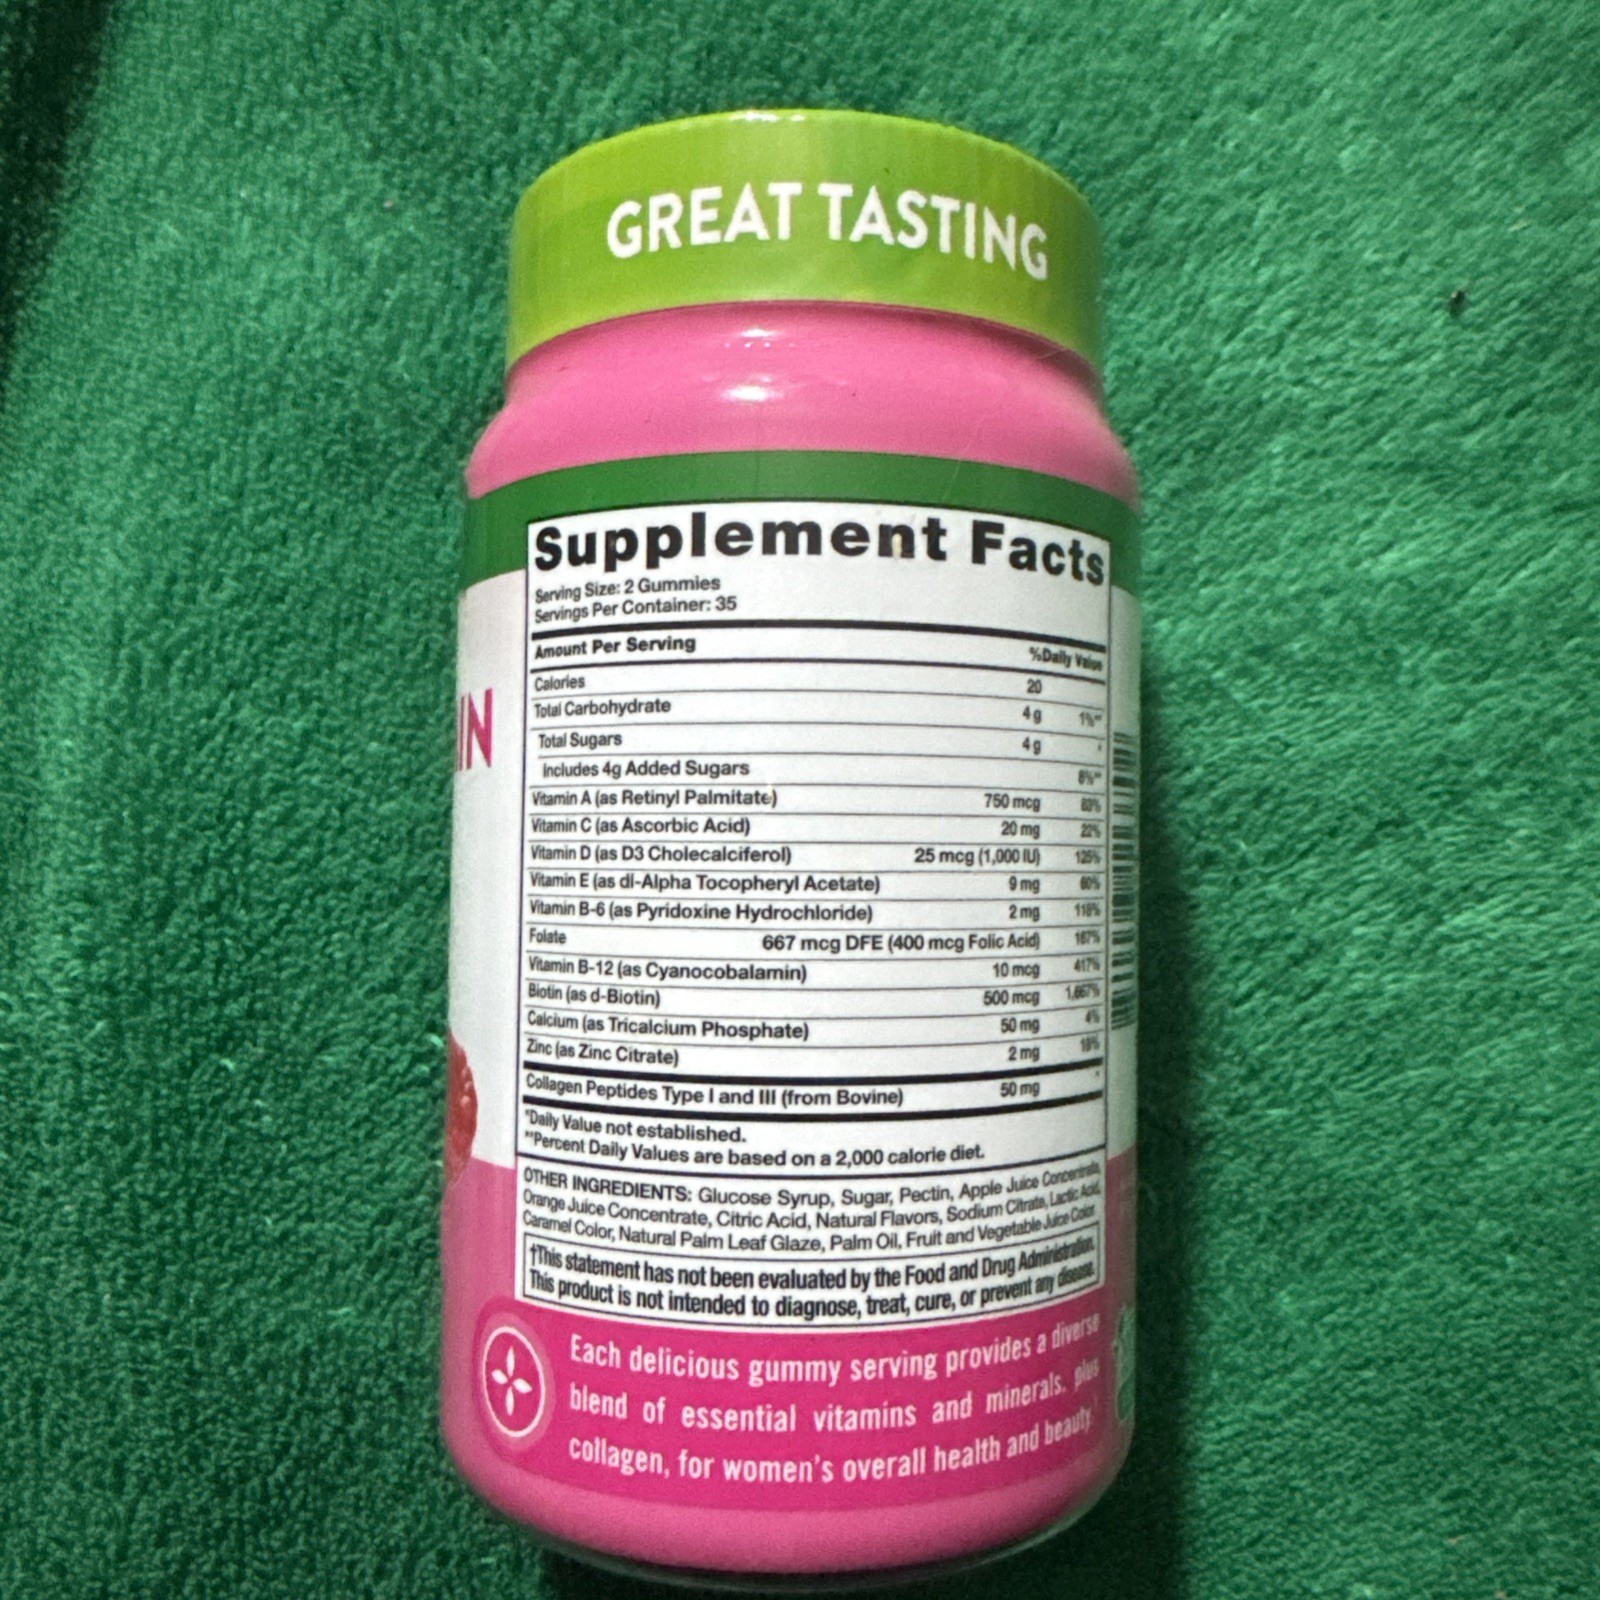 GREAT TASTING
Supplement Facts
Serving Size: 2 Gummies
Servings Per Container: 35
Amount Per Serving %Daily Value
Calories 20
Total Carbohydrate 4 g 1%**
Total Sugars 4 g *
Includes 4g Added Sugars 8%**
Vitamin A (as Retinyl Palmitate) 750 mcg 83%
Vitamin C (as Ascorbic Acid) 20 mg 22%
Vitamin D (as D3 Cholecalciferol) 25 mcg (1,000 IU) 125%
Vitamin E (as dl-Alpha Tocopheryl Acetate) 9 mg 60%
Vitamin B-6 (as Pyridoxine Hydrochloride) 2 mg 118%
Folate 667 mcg DFE (400 mcg Folic Acid) 167%
Vitamin B-12 (as Cyanocobalamin) 10 mcg 417%
Biotin (as d-Biotin) 500 mcg 1,667%
Calcium (as Tricalcium Phosphate) 50 mg 4%
Zinc (as Zinc Citrate) 2 mg 18%
Collagen Peptides Type I and III (from Bovine) 50 mg *
*Daily Value not established.
**Percent Daily Values are based on a 2,000 calorie diet.
OTHER INGREDIENTS: Glucose Syrup, Sugar, Pectin, Apple Juice Concentrate,
Orange Juice Concentrate, Citric Acid, Natural Flavors, Sodium Citrate, Lactic Acid,
Caramel Color, Natural Palm Leaf Glaze, Palm Oil, Fruit and Vegetable Juice Color.
†This statement has not been evaluated by the Food and Drug Administration.
This product is not intended to diagnose, treat, cure, or prevent any disease.
Each delicious gummy serving provides a diverse
blend of essential vitamins and minerals, plus
collagen, for women's overall health and beauty.†
IN